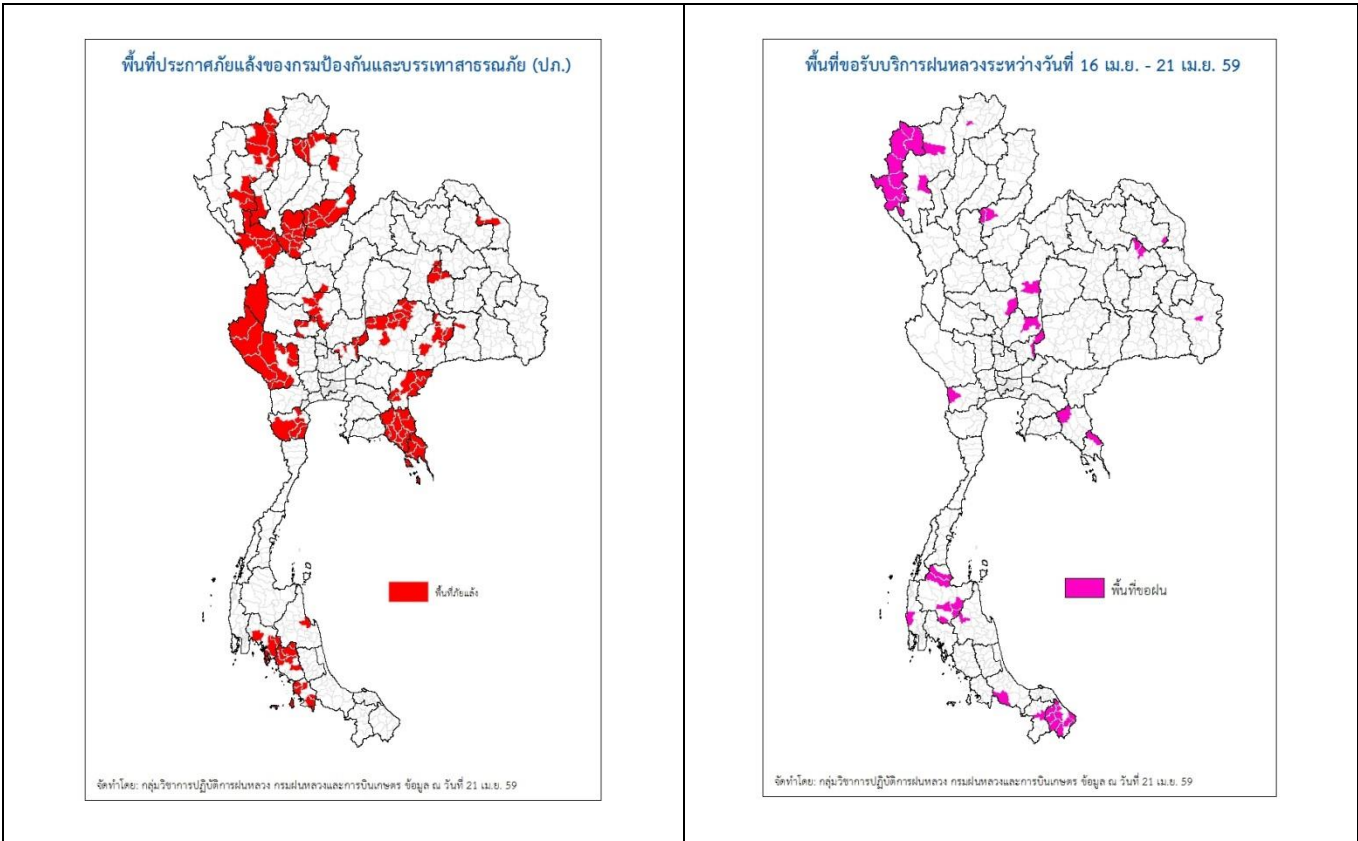 พื้นที่ประกาศภัยแล้งของกรมป้องกันและบรรเทาสาธารณภัย (ปภ.)
พื้นที่ภัยแล้ง
จัดทำโดย: กลุ่มวิชาการปฏิบัติการฝนหลวง กรมฝนหลวงและการบินเกษตร ข้อมูล ณ วันที่ 21 เม.ย. 59
พื้นที่ขอรับบริการฝนหลวงระหว่างวันที่ 16 เม.ย. - 21 เม.ย. 59
พื้นที่ขอฝน
จัดทำโดย: กลุ่มวิชาการปฏิบัติการฝนหลวง กรมฝนหลวงและการบินเกษตร ข้อมูล ณ วันที่ 21 เม.ย. 59